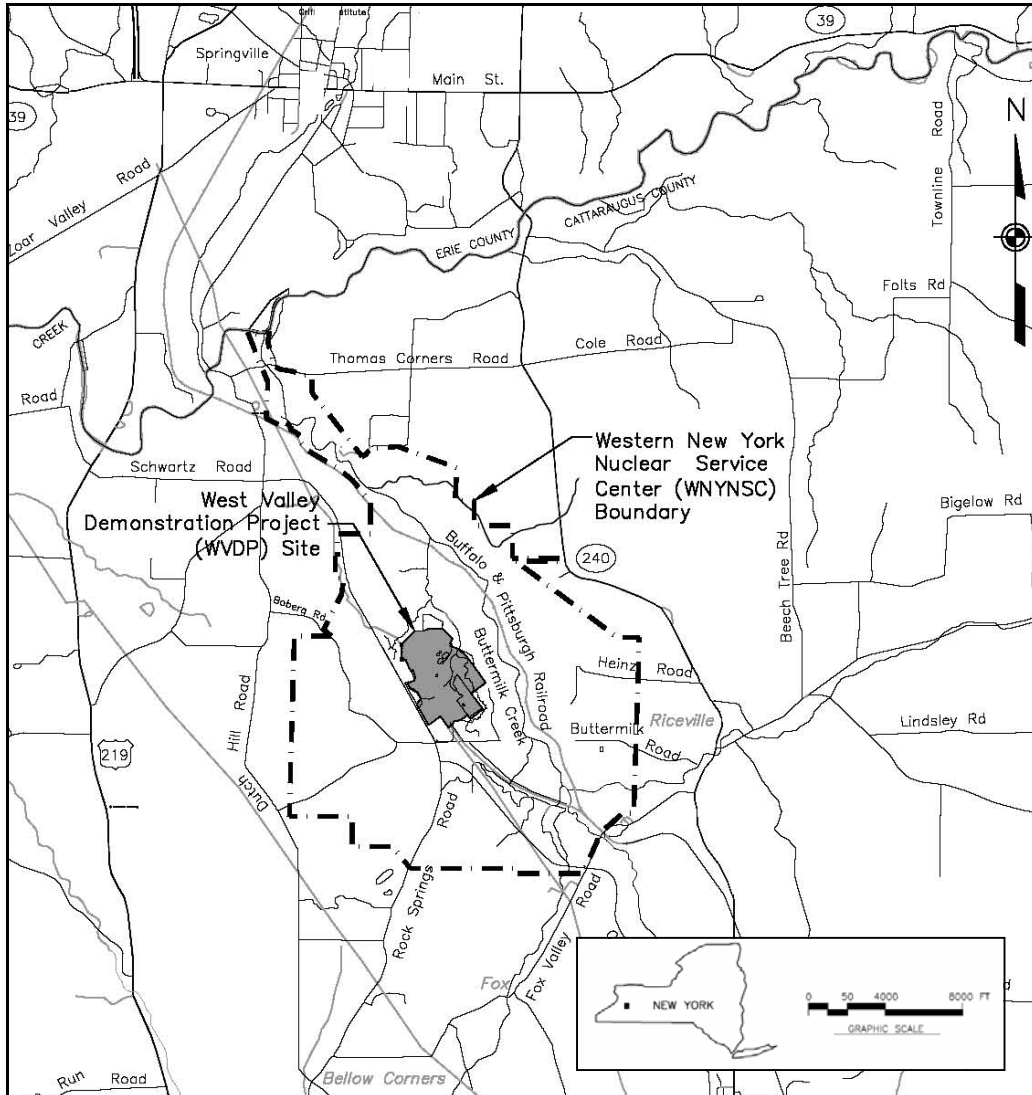 Springville
Main St.
39
39
Zoar Valley Road
Townline Road
N
CATTARAUGUS COUNTY
ERIE COUNTY
Folts Rd
CREEK
Thomas Corners Road
Cole Road
Road
Schwartz Road
Western New York
Nuclear Service
Center (WNYNSC)
Boundary
West Valley
Demonstration Project
(WVDP) Site
Bigelow Rd
240
Buffalo & Pittsburgh Railroad
Beech Tree Rd
Boberg Rd
Buttermilk Creek
Heinz Road
Hill Road
Buttermilk Road
Riceville
Lindsley Rd
219
Dutch
Rock Springs Road
Fox Valley Road
Fox
NEW YORK
0 50 4000 8000 FT
GRAPHIC SCALE
Bellow Corners
Run Road